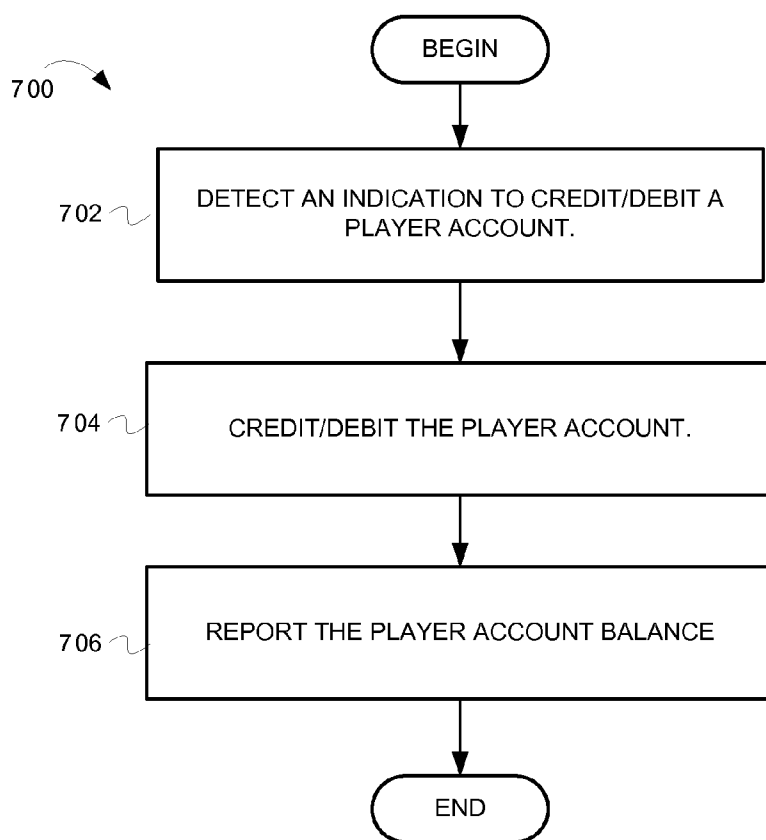 BEGIN
700
702
DETECT AN INDICATION TO CREDIT/DEBIT A
PLAYER ACCOUNT.
704
CREDIT/DEBIT THE PLAYER ACCOUNT.
706
REPORT THE PLAYER ACCOUNT BALANCE
END